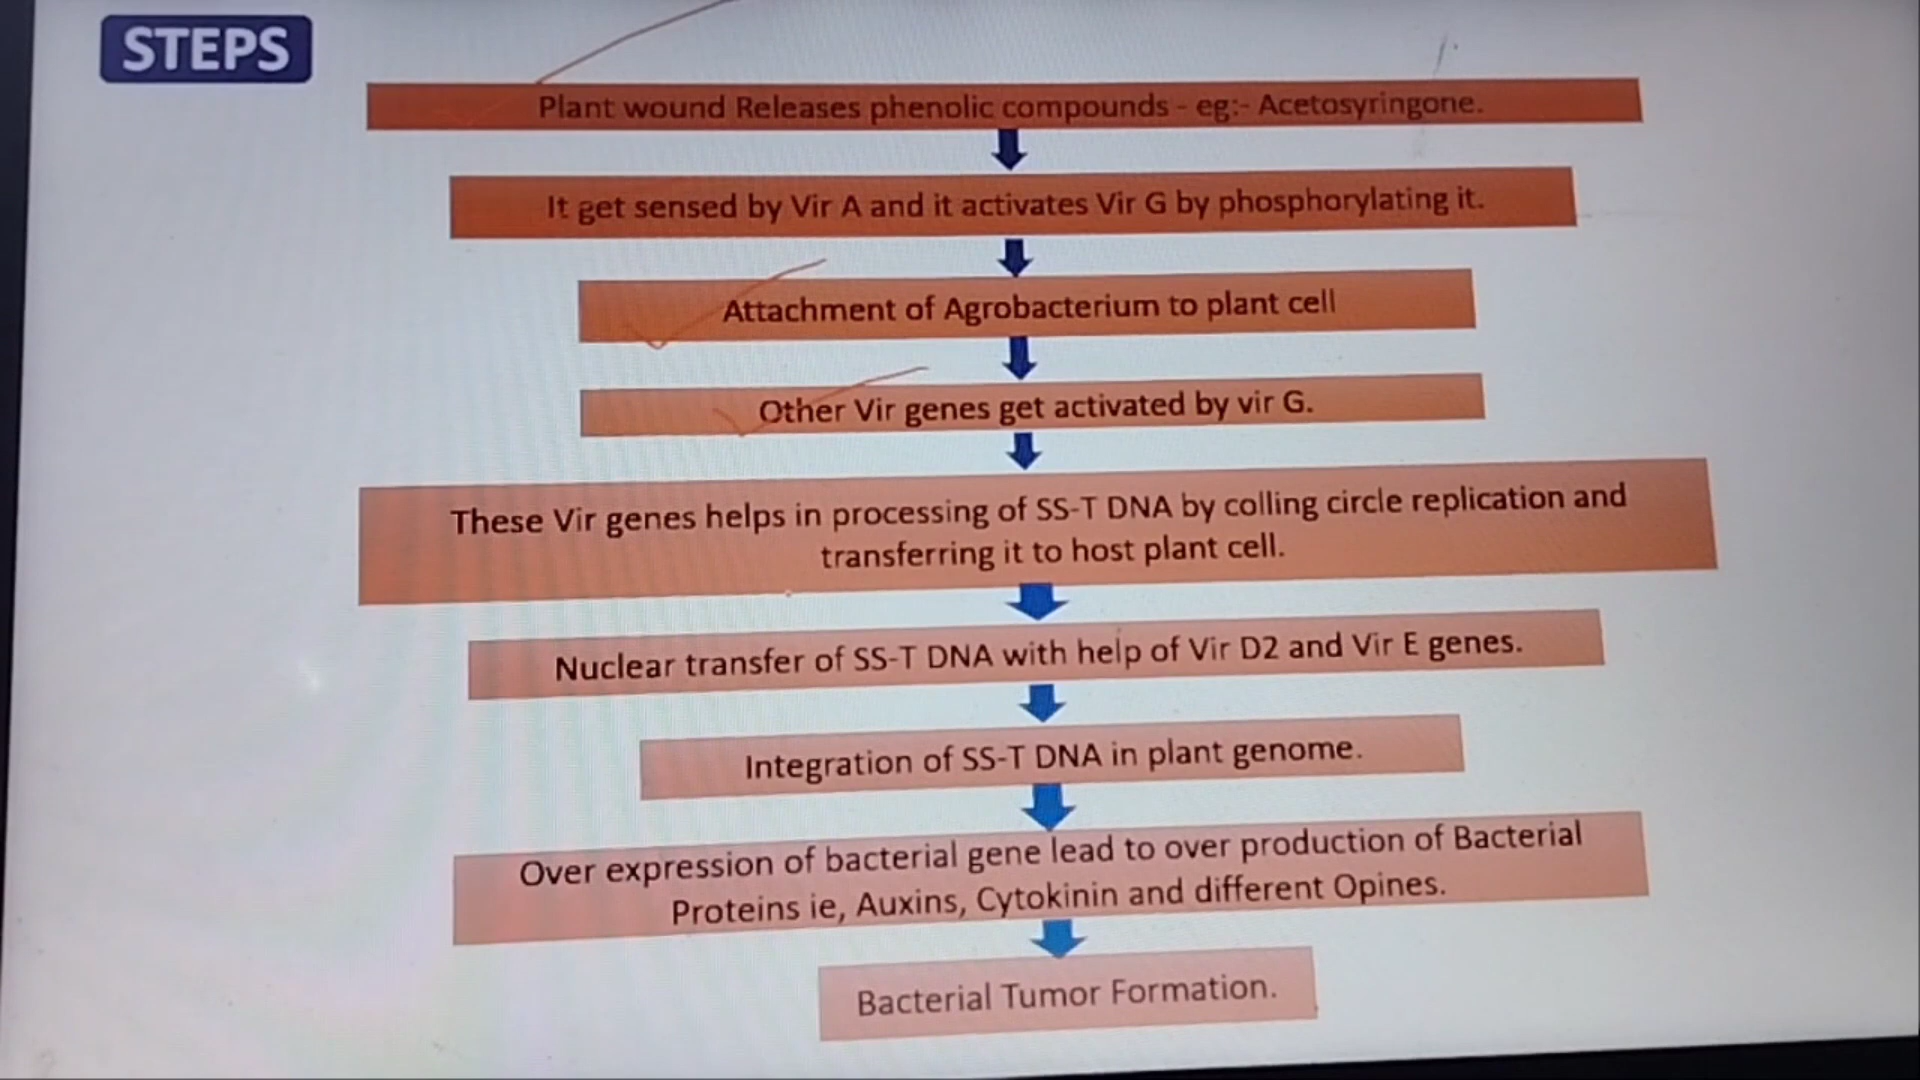 STEPS
Plant wound Releases phenolic compounds - eg:- Acetosyringone.
It get sensed by Vir A and it activates Vir G by phosphorylating it.
Attachment of Agrobacterium to plant cell
Other Vir genes get activated by vir G.
These Vir genes helps in processing of SS-T DNA by colling circle replication and
transferring it to host plant cell.
Nuclear transfer of SS-T DNA with help of Vir D2 and Vir E genes.
Integration of SS-T DNA in plant genome.
Over expression of bacterial gene lead to over production of Bacterial
Proteins ie, Auxins, Cytokinin and different Opines.
Bacterial Tumor Formation.